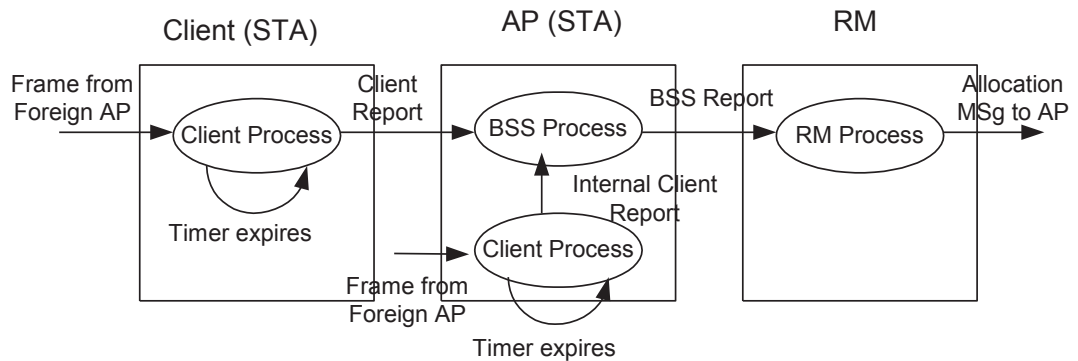 Client (STA)
AP (STA)
RM
Frame from
Foreign AP
Client
Report
BSS Report
Allocation
MSg to AP
Client Process
BSS Process
RM Process
Timer expires
Internal Client
Report
Client Process
Frame from
Foreign AP
Timer expires